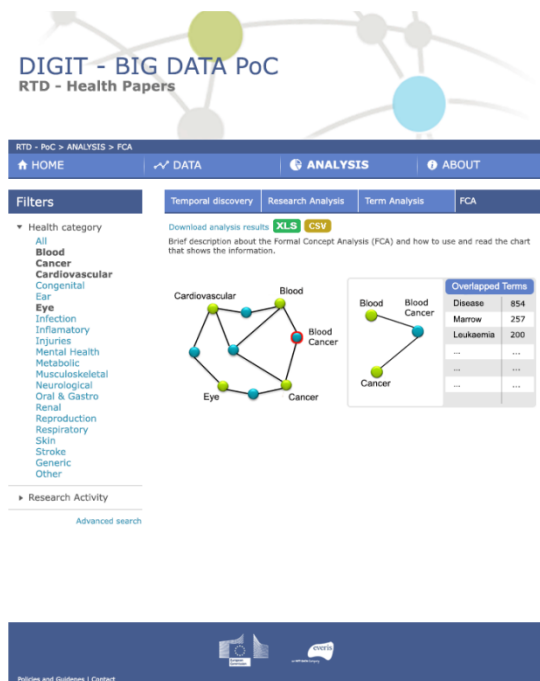 DIGIT - BIG DATA PoC
RTD - Health Papers
RTD - PoC > ANALYSIS > FCA
HOME
DATA
ANALYSIS
ABOUT
Filters
Health category
All
Blood
Cancer
Cardiovascular
Congenital
Ear
Eye
Infection
Inflamatory
Injuries
Mental Health
Metabolic
Musculoskeletal
Neurological
Oral & Gastro
Renal
Reproduction
Respiratory
Skin
Stroke
Generic
Other
Research Activity
Advanced search
Temporal discovery
Research Analysis
Term Analysis
FCA
Download analysis results XLS CSV
Brief description about the Formal Concept Analysis (FCA) and how to use and read the chart
that shows the information.
Cardiovascular
Blood
Blood
Cancer
Eye
Cancer
Blood
Blood
Cancer
Cancer
Overlapped Terms
Disease 854
Marrow 257
Leukaemia 200
... ...
... ...
... ...
European
Commission
everis
Policies and Guidenes | Contact